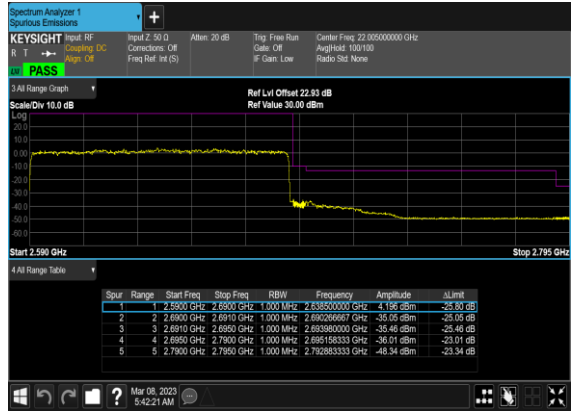 Spectrum Analyzer 1
Spurious Emissions
+
KEYSIGHT Input: RF
R T
Coupling: DC
Align: Off
Input Z: 50 Ω
Corrections: Off
Freq Ref: Int (S)
Atten: 20 dB
Trig: Free Run
Gate: Off
IF Gain: Low
Center Freq: 22.005000000 GHz
Avg|Hold: 100/100
Radio Std: None
PASS
3 All Range Graph
Scale/Div 10.0 dB
Ref Lvl Offset 22.93 dB
Ref Value 30.00 dBm
Log
20.0
10.0
0.00
-10.0
-20.0
-30.0
-40.0
-50.0
-60.0
Start 2.590 GHz
Stop 2.795 GHz
4 All Range Table
Spur Range Start Freq Stop Freq RBW Frequency Amplitude ΔLimit
1 1 2.5900 GHz 2.6900 GHz 1.000 MHz 2.638500000 GHz 4.196 dBm -25.80 dB
2 2 2.6900 GHz 2.6910 GHz 1.000 MHz 2.690266667 GHz -35.05 dBm -25.05 dB
3 3 2.6910 GHz 2.6950 GHz 1.000 MHz 2.693980000 GHz -35.46 dBm -25.46 dB
4 4 2.6950 GHz 2.7900 GHz 1.000 MHz 2.695158333 GHz -36.01 dBm -23.01 dB
5 5 2.7900 GHz 2.7950 GHz 1.000 MHz 2.792883333 GHz -48.34 dBm -23.34 dB
?
Mar 08, 2023
5:42:21 AM